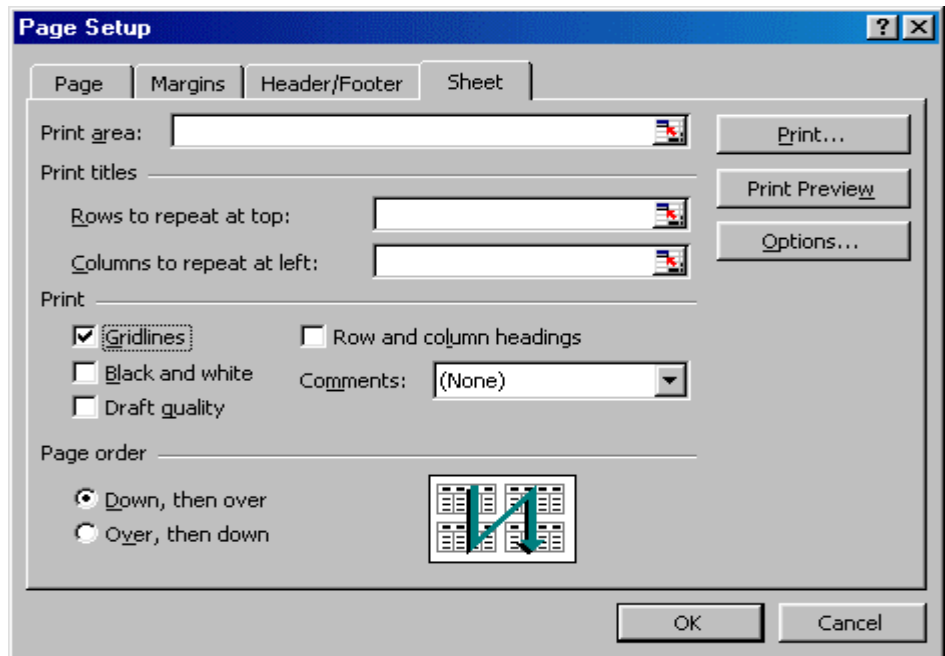 Page Setup
Page Margins Header/Footer Sheet
Print area: Print...
Print titles Print Preview
Rows to repeat at top:
Options...
Columns to repeat at left:
Print
Gridlines Row and column headings
Black and white Comments: (None)
Draft quality
Page order
Down, then over
Over, then down
OK Cancel